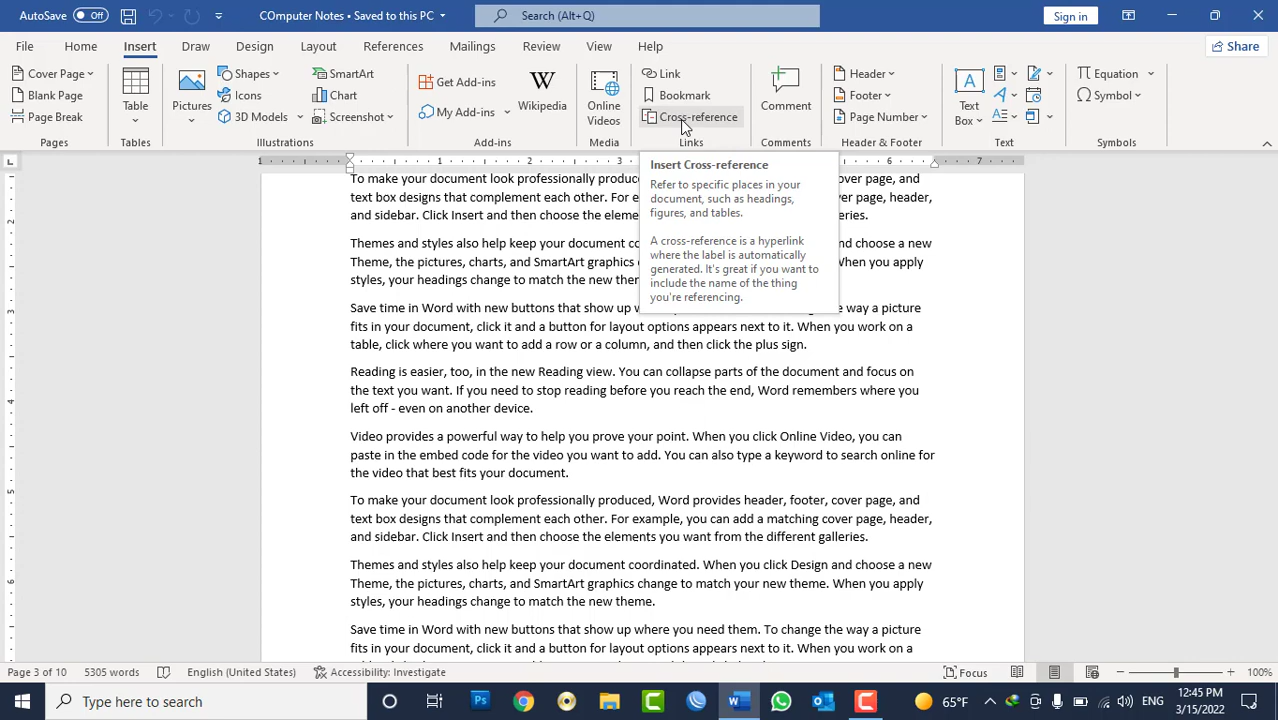 AutoSave Off COmputer Notes • Saved to this PC Search (Alt+Q) Sign in
File Home Insert Draw Design Layout References Mailings Review View Help Share
Cover Page
Blank Page
Page Break
Pages
Table
Tables
Pictures
Shapes
Icons
3D Models
SmartArt
Chart
Screenshot
Illustrations
Get Add-ins
My Add-ins
Wikipedia
Add-ins
Online
Videos
Media
Link
Bookmark
Cross-reference
Links
Comment
Comments
Header
Footer
Page Number
Header & Footer
Text
Box
Text
Equation
Symbol
Symbols
Insert Cross-reference
Refer to specific places in your
document, such as headings,
figures, and tables.
A cross-reference is a hyperlink
where the label is automatically
generated. It's great if you want to
include the name of the thing
you're referencing.
1 1 2 3 6 7
2
3
4
5
6
To make your document look professionally produc over page, and
text box designs that complement each other. For e over page, header,
and sidebar. Click Insert and then choose the eleme eries.
Themes and styles also help keep your document co nd choose a new
Theme, the pictures, charts, and SmartArt graphics When you apply
styles, your headings change to match the new ther
Save time in Word with new buttons that show up w he way a picture
fits in your document, click it and a button for layout options appears next to it. When you work on a
table, click where you want to add a row or a column, and then click the plus sign.
Reading is easier, too, in the new Reading view. You can collapse parts of the document and focus on
the text you want. If you need to stop reading before you reach the end, Word remembers where you
left off - even on another device.
Video provides a powerful way to help you prove your point. When you click Online Video, you can
paste in the embed code for the video you want to add. You can also type a keyword to search online for
the video that best fits your document.
To make your document look professionally produced, Word provides header, footer, cover page, and
text box designs that complement each other. For example, you can add a matching cover page, header,
and sidebar. Click Insert and then choose the elements you want from the different galleries.
Themes and styles also help keep your document coordinated. When you click Design and choose a new
Theme, the pictures, charts, and SmartArt graphics change to match your new theme. When you apply
styles, your headings change to match the new theme.
Save time in Word with new buttons that show up where you need them. To change the way a picture
fits in your document, click it and a button for layout options appears next to it. When you work on a
Page 3 of 10 5305 words English (United States) Accessibility: Investigate Focus 100%
Type here to search 65°F ENG 12:45 PM
3/15/2022